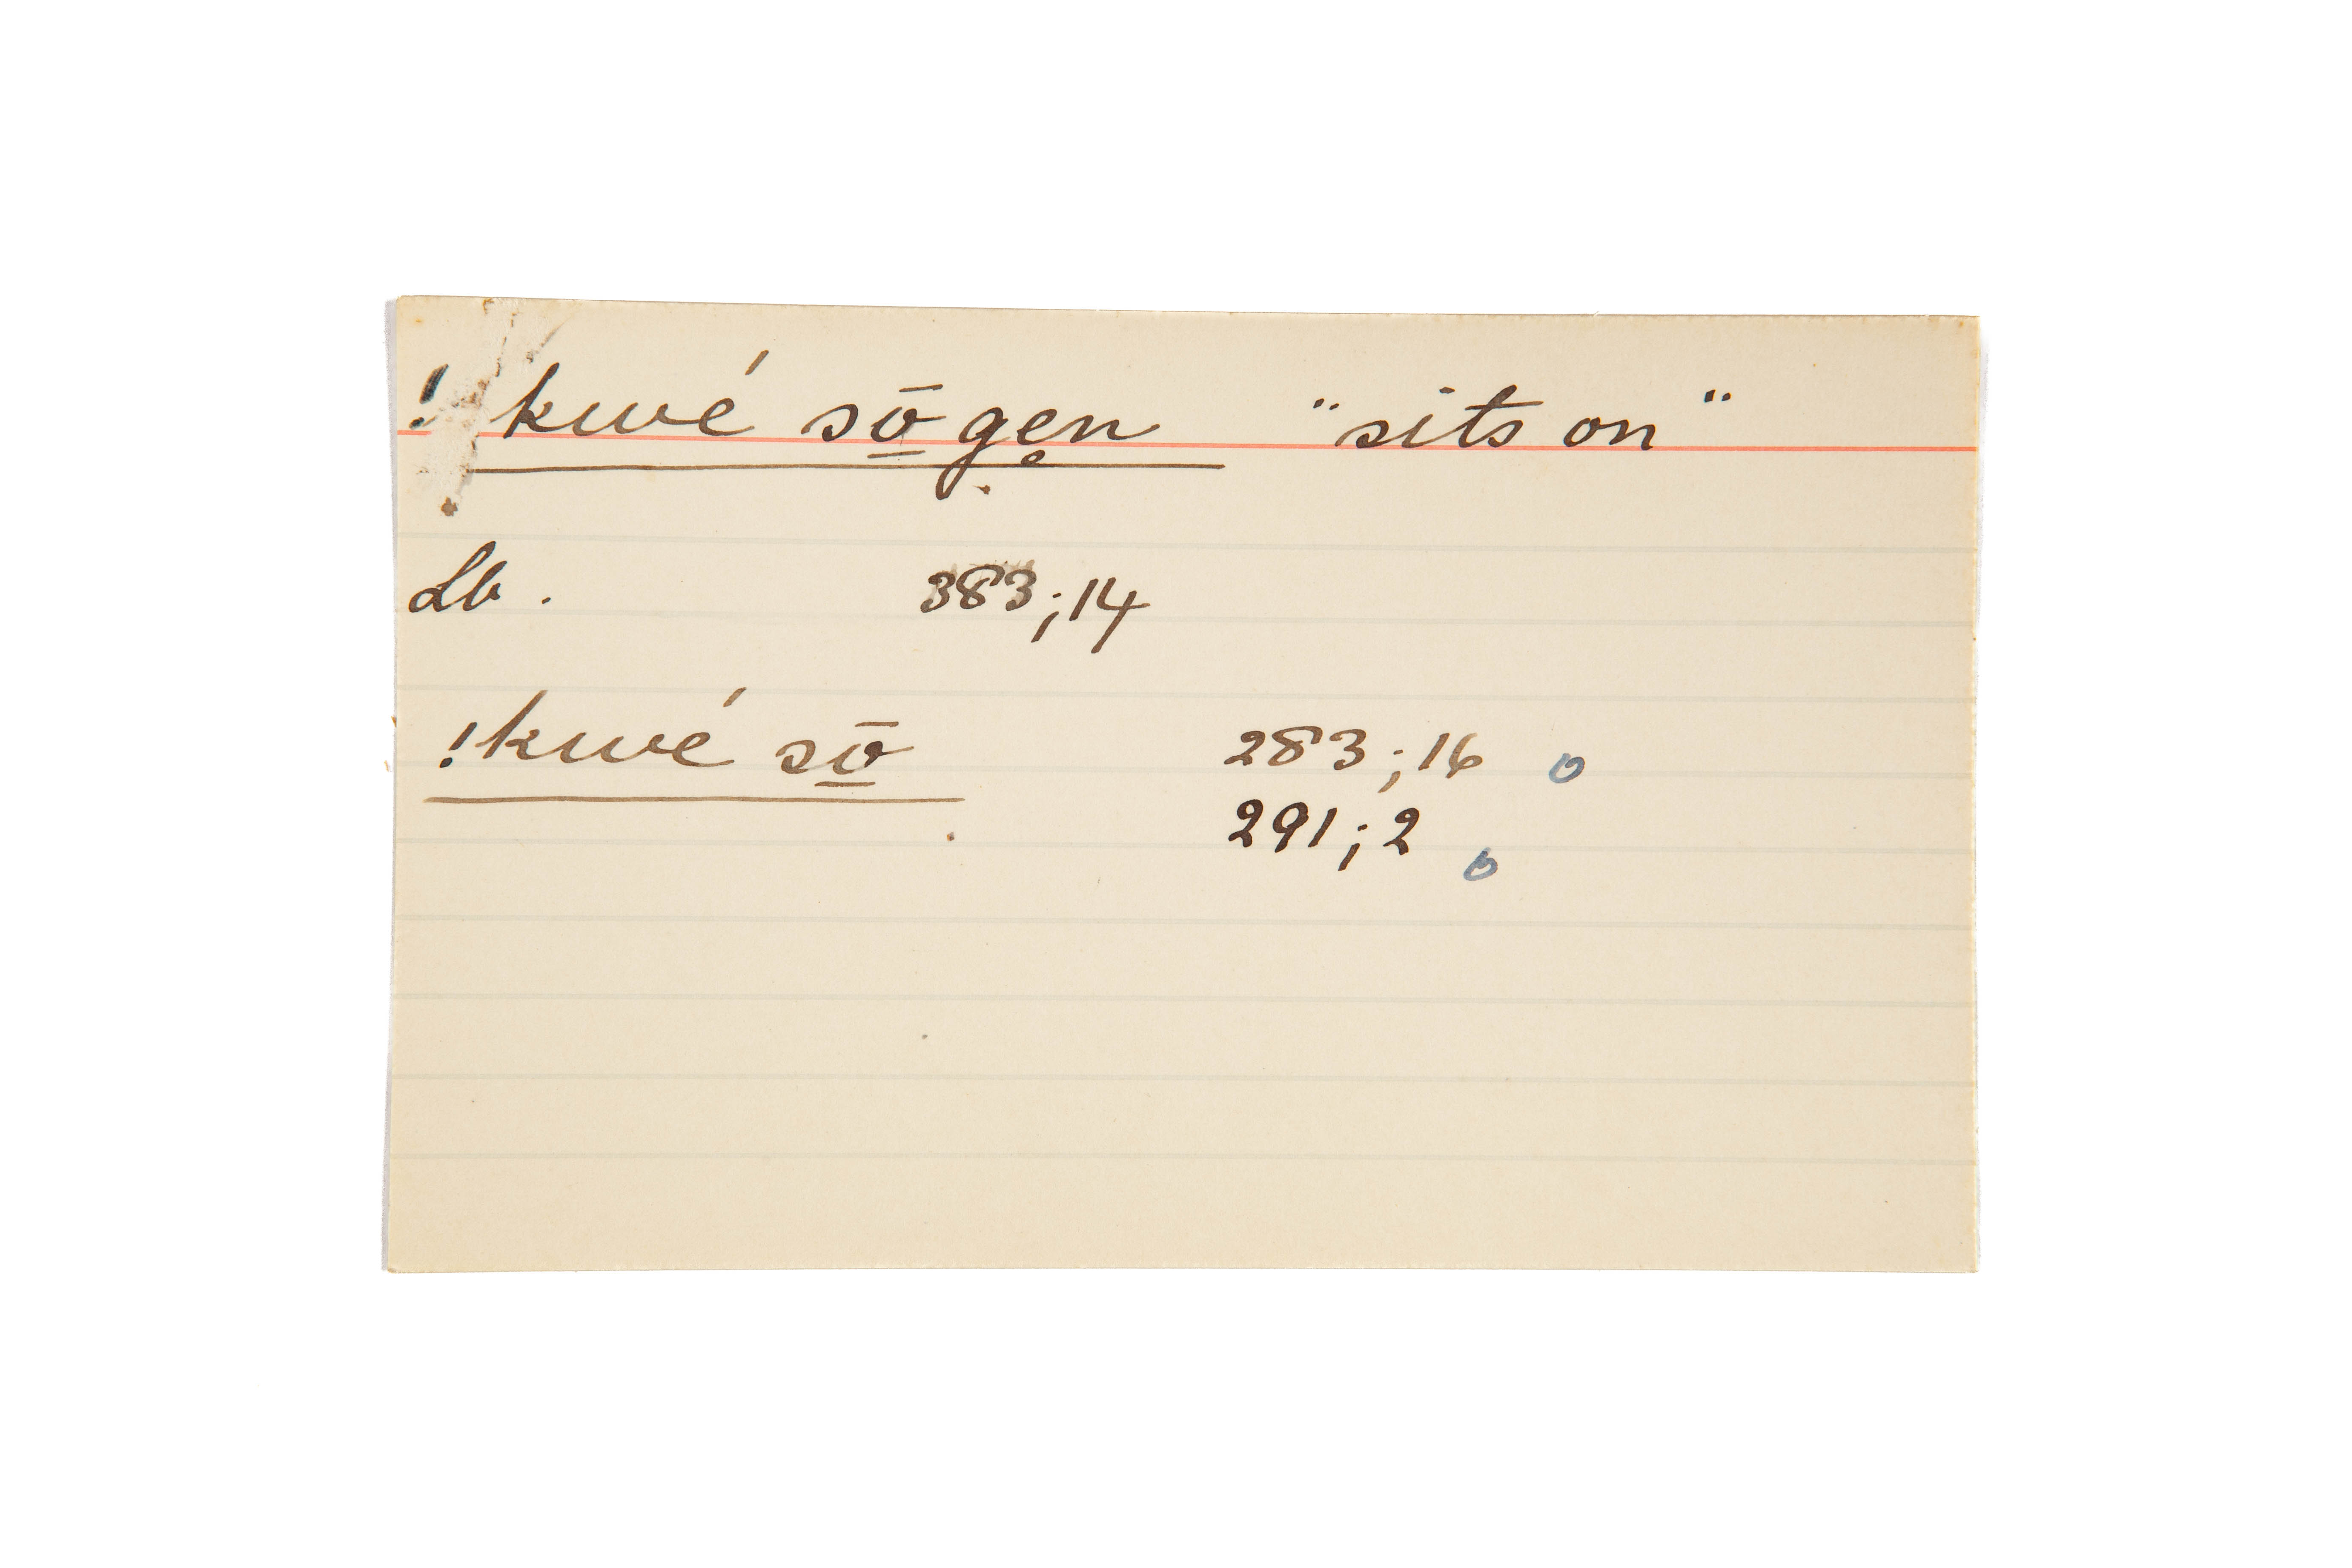 !kwé sō̱gen̥ "sits on"
Lb. 383;14
!kwé sō̱ 283;16 o
291;2 o